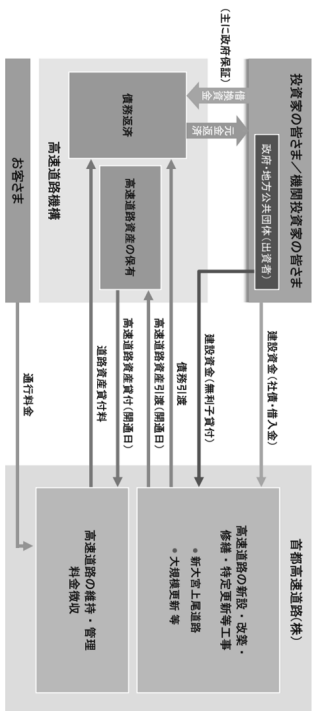 投資家の皆さま／機関投資家の皆さま
政府・地方公共団体（出資者）
（主に政府保証）
借換資金
元金返済
債務返済
高速道路資産の保有
高速道路機構
お客さま
建設資金（社債・借入金）
建設資金（無利子貸付）
債務引渡
高速道路資産引渡（開通日）
高速道路資産貸付（開通日）
道路資産貸付料
通行料金
首都高速道路（株）
高速道路の新設・改築・
修繕・特定更新等工事
＊新大宮上尾道路
＊大規模更新 等
高速道路の維持・管理
料金徴収